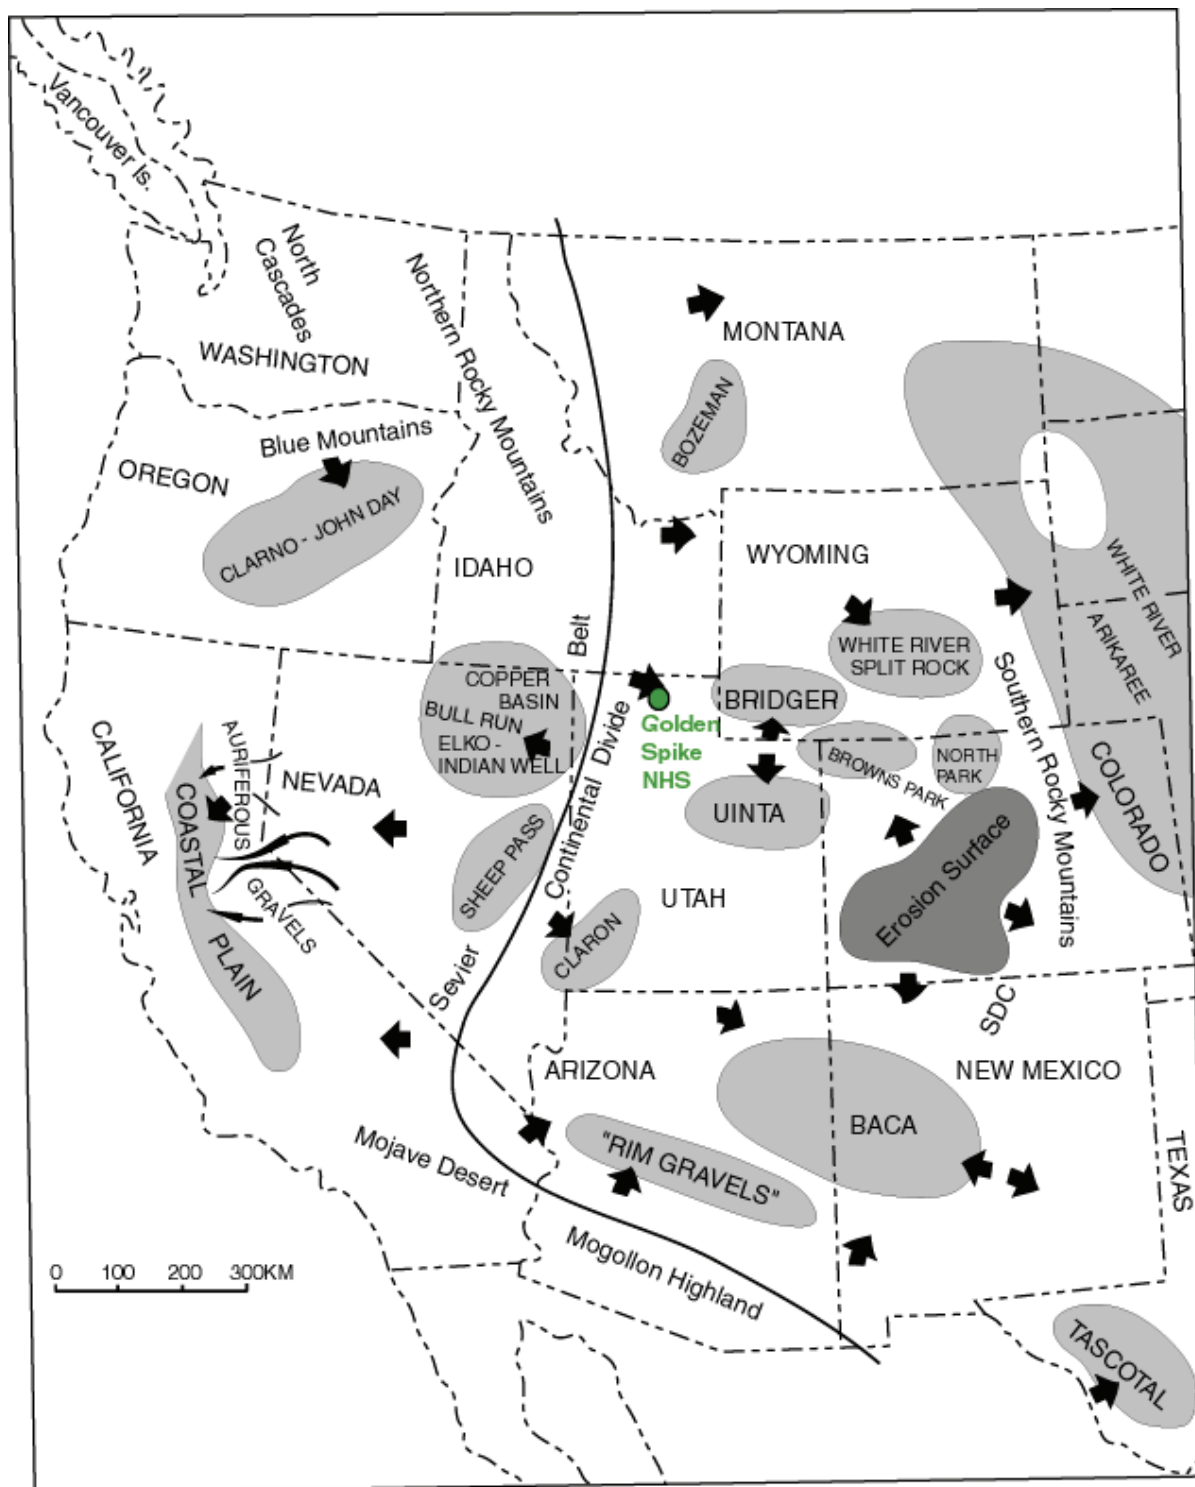 Vancouver Is.
North
Cascades
WASHINGTON
Northern Rocky Mountains
MONTANA
BOZEMAN
Blue Mountains
OREGON
CLARNO - JOHN DAY
IDAHO
WYOMING
WHITE RIVER
ARIKAREE
WHITE RIVER
SPLIT ROCK
Belt
COPPER
BASIN
BULL RUN
ELKO -
INDIAN WELL
BRIDGER
Golden
Spike
NHS
Continental Divide
Southern Rocky Mountains
CALIFORNIA
AURIFEROUS
GRAVELS
NEVADA
COASTAL
PLAIN
BROWNS PARK
NORTH
PARK
COLORADO
UINTA
SHEEP PASS
UTAH
Erosion Surface
CLARON
Sevier
SDC
ARIZONA
NEW MEXICO
BACA
"RIM GRAVELS"
Mojave Desert
TEXAS
Mogollon Highland
0 100 200 300KM
TASCOTAL